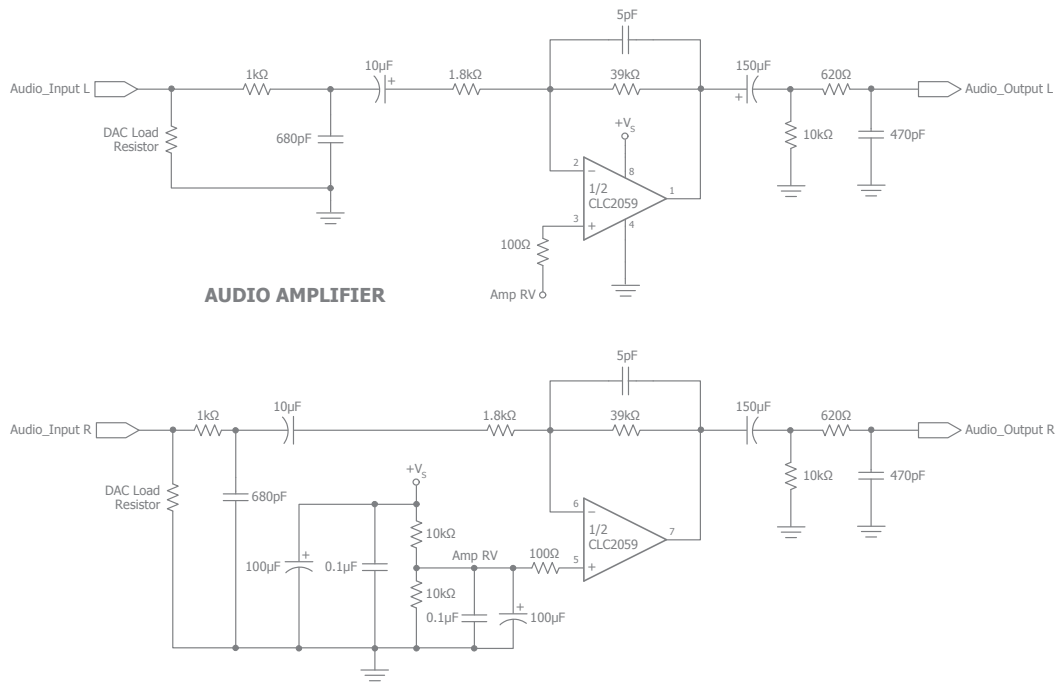 5pF
1kΩ
10µF
+
1.8kΩ
39kΩ
150µF
+
620Ω
Audio_Input L
Audio_Output L
DAC Load
Resistor
680pF
+VS
10kΩ
470pF
2
−
8
1/2
CLC2059
1
3
+
4
100Ω
Amp RV
AUDIO AMPLIFIER
5pF
1kΩ
10µF
1.8kΩ
39kΩ
150µF
620Ω
Audio_Input R
Audio_Output R
+VS
10kΩ
470pF
DAC Load
Resistor
680pF
6
−
1/2
CLC2059
7
10kΩ
Amp RV
100Ω
5
+
100µF
+
0.1µF
10kΩ
0.1µF
+
100µF